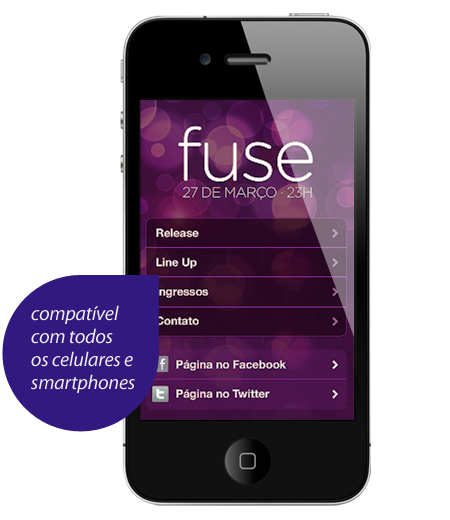 fuse
27 DE MARÇO · 23H
Release
Line Up
Ingressos
Contato
f Página no Facebook
t Página no Twitter
compatível
com todos
os celulares e
smartphones